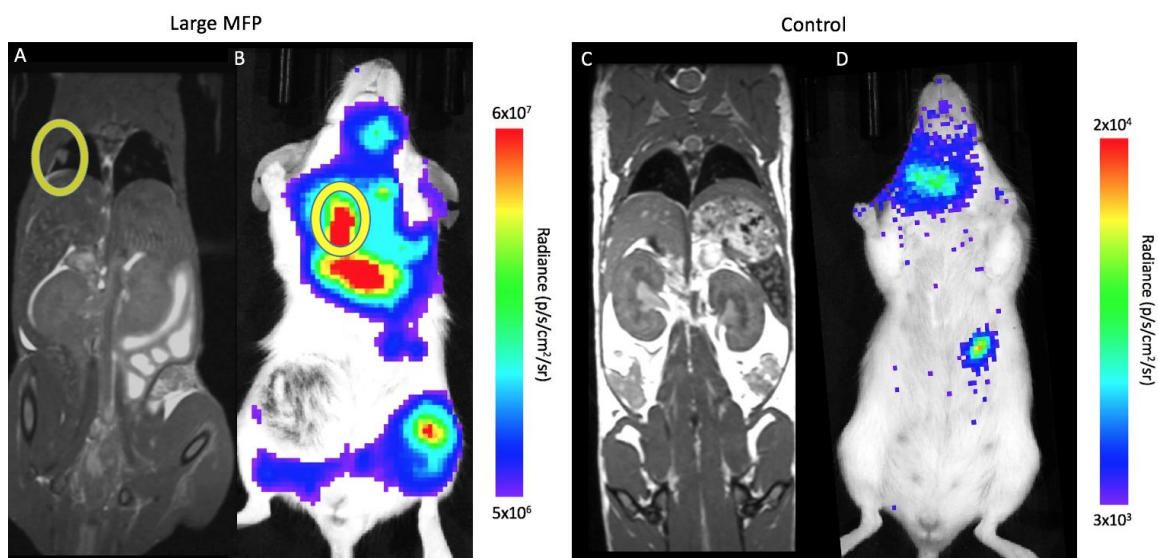 Large MFP
Control
A
B
C
D
6x10⁷
Radiance (p/s/cm²/sr)
5x10⁶
2x10⁴
Radiance (p/s/cm²/sr)
3x10³